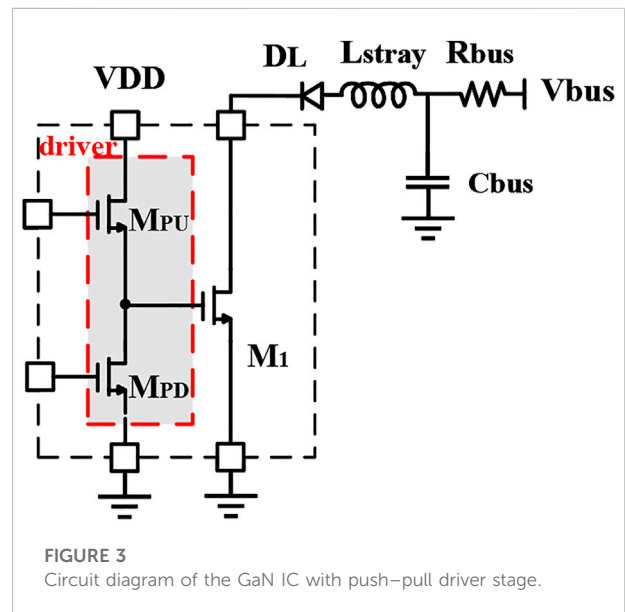 DL Lstray Rbus
VDD
Vbus
driver
Cbus
MPU
M1
MPD
FIGURE 3
Circuit diagram of the GaN IC with push–pull driver stage.